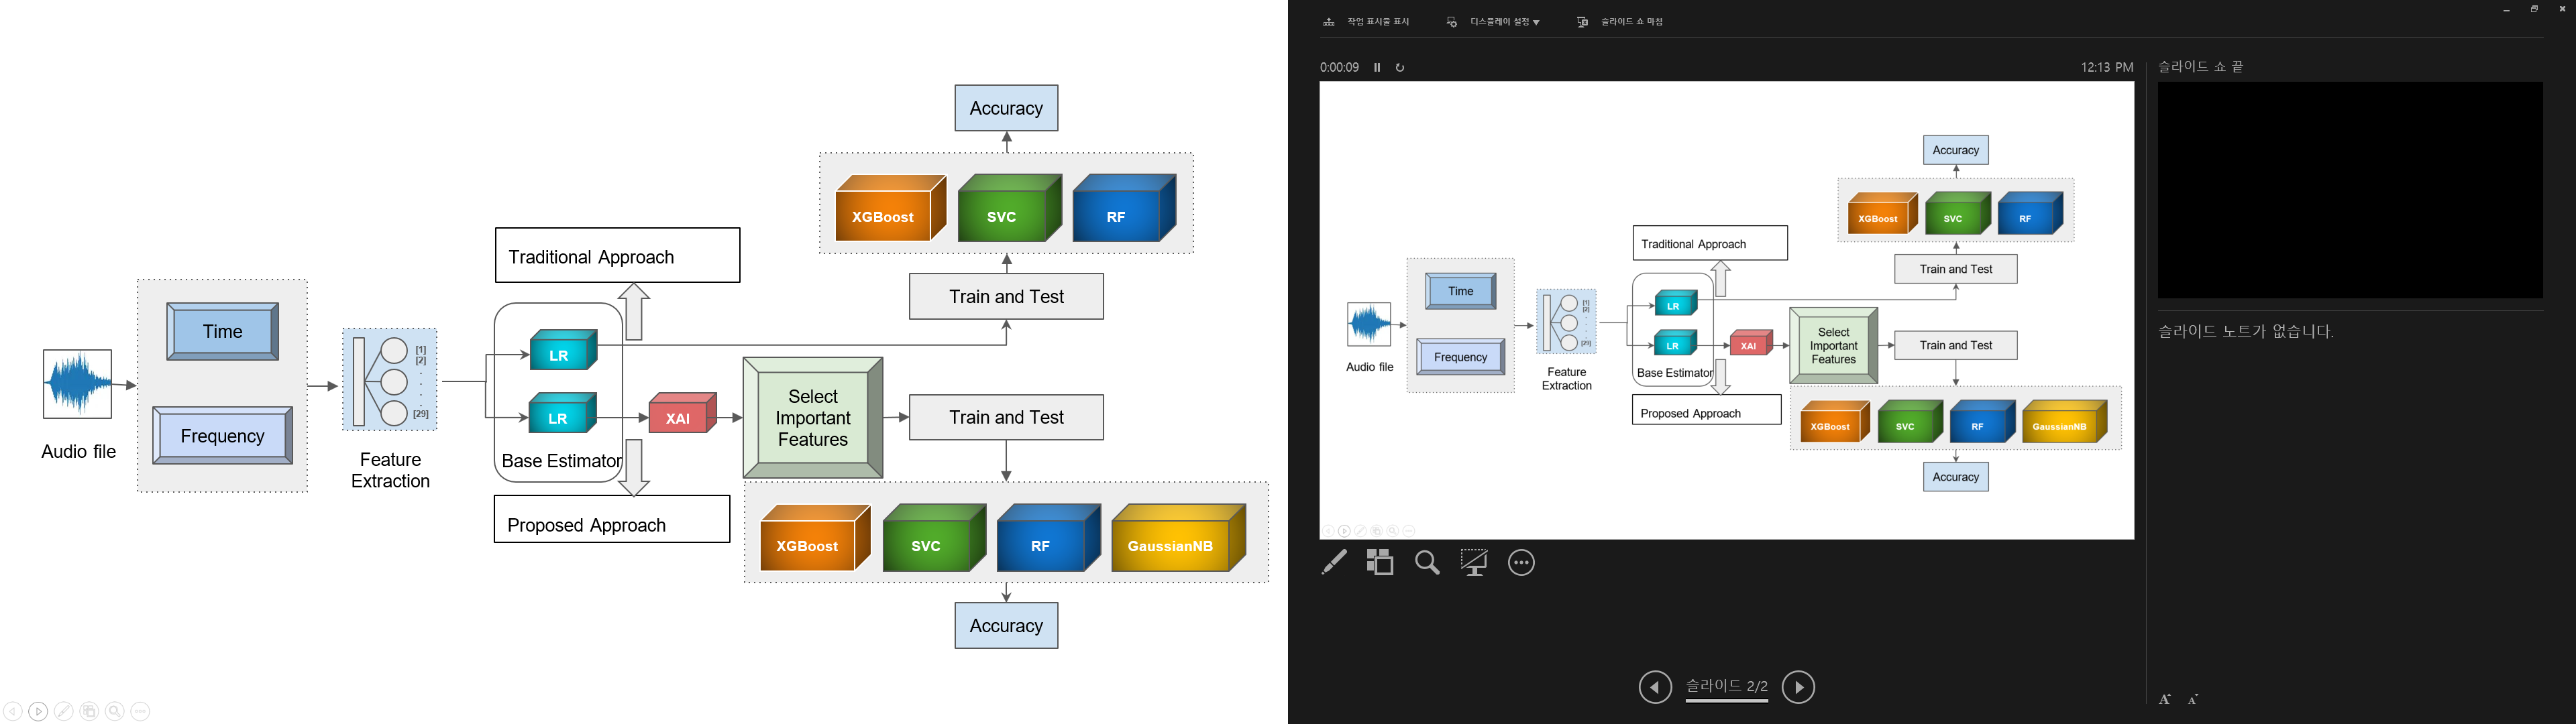 Accuracy
XGBoost
SVC
RF
Traditional Approach
Train and Test
Time
LR
[1]
[2]
[29]
Frequency
LR
XAI
Select
Important
Features
Train and Test
Audio file
Feature
Extraction
Base Estimator
Proposed Approach
XGBoost
SVC
RF
GaussianNB
Accuracy
작업 표시줄 표시
디스플레이 설정
슬라이드 쇼 마침
0:00:09
12:13 PM
Accuracy
XGBoost
SVC
RF
Traditional Approach
Train and Test
Time
LR
[1]
[2]
[29]
Frequency
LR
XAI
Select
Important
Features
Train and Test
Audio file
Feature
Extraction
Base Estimator
Proposed Approach
XGBoost
SVC
RF
GaussianNB
Accuracy
슬라이드 2/2
슬라이드 쇼 끝
슬라이드 노트가 없습니다.
A
A